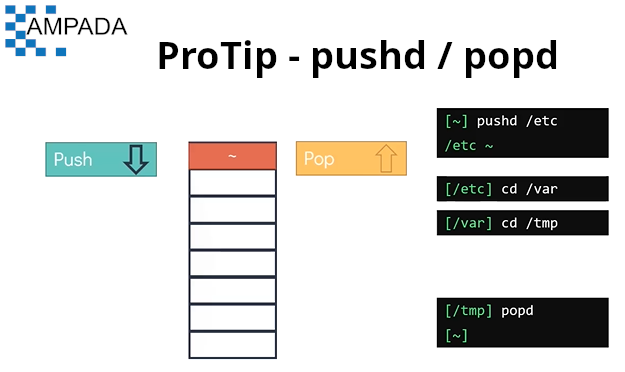 AMPADA
ProTip - pushd / popd
Push
~
Pop
[~] pushd /etc
/etc ~
[/etc] cd /var
[/var] cd /tmp
[/tmp] popd
[~]